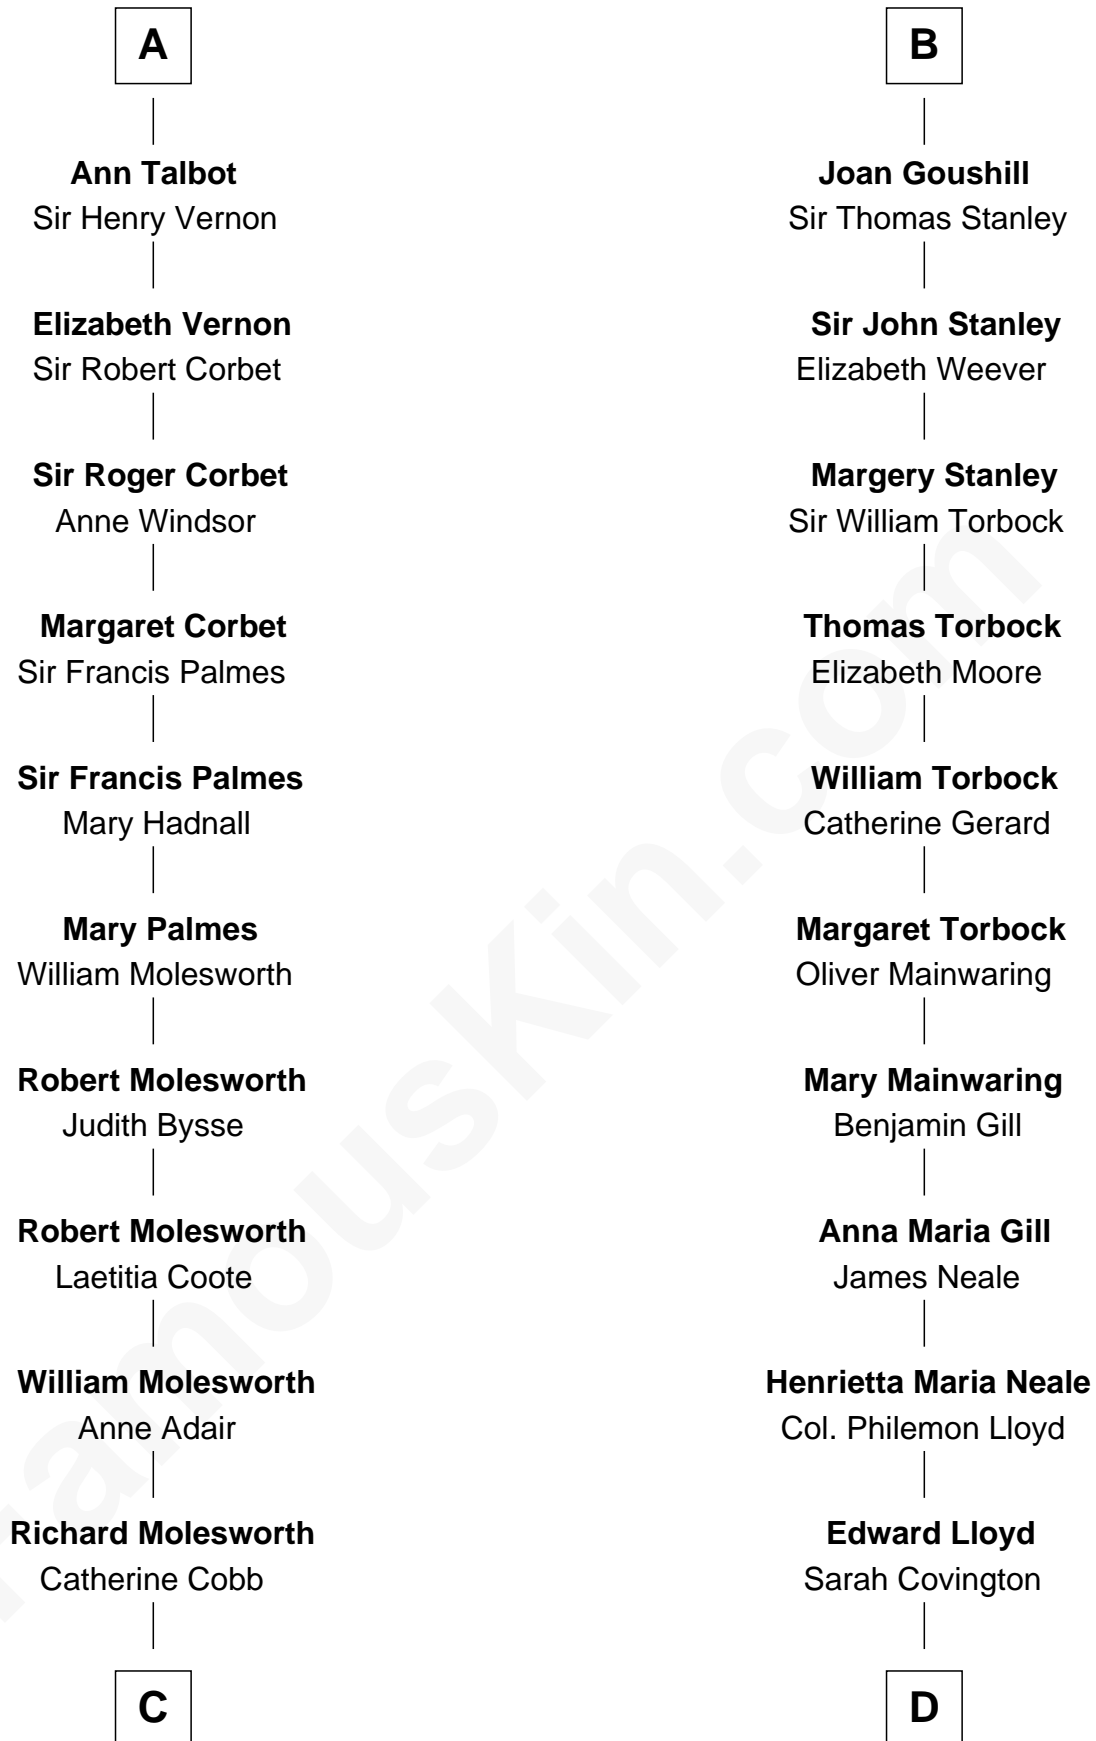 A
Ann Talbot
Sir Henry Vernon
Elizabeth Vernon
Sir Robert Corbet
Sir Roger Corbet
Anne Windsor
Margaret Corbet
Sir Francis Palmes
Sir Francis Palmes
Mary Hadnall
Mary Palmes
William Molesworth
Robert Molesworth
Judith Bysse
Robert Molesworth
Laetitia Coote
William Molesworth
Anne Adair
Richard Molesworth
Catherine Cobb
C
B
Joan Goushill
Sir Thomas Stanley
Sir John Stanley
Elizabeth Weever
Margery Stanley
Sir William Torbock
Thomas Torbock
Elizabeth Moore
William Torbock
Catherine Gerard
Margaret Torbock
Oliver Mainwaring
Mary Mainwaring
Benjamin Gill
Anna Maria Gill
James Neale
Henrietta Maria Neale
Col. Philemon Lloyd
Edward Lloyd
Sarah Covington
D
FamousKin.com